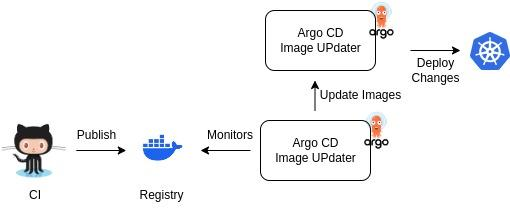 Argo CD
Image UPdater
argo
Deploy
Changes
Update Images
Publish
Monitors
Argo CD
Image UPdater
argo
CI
Registry